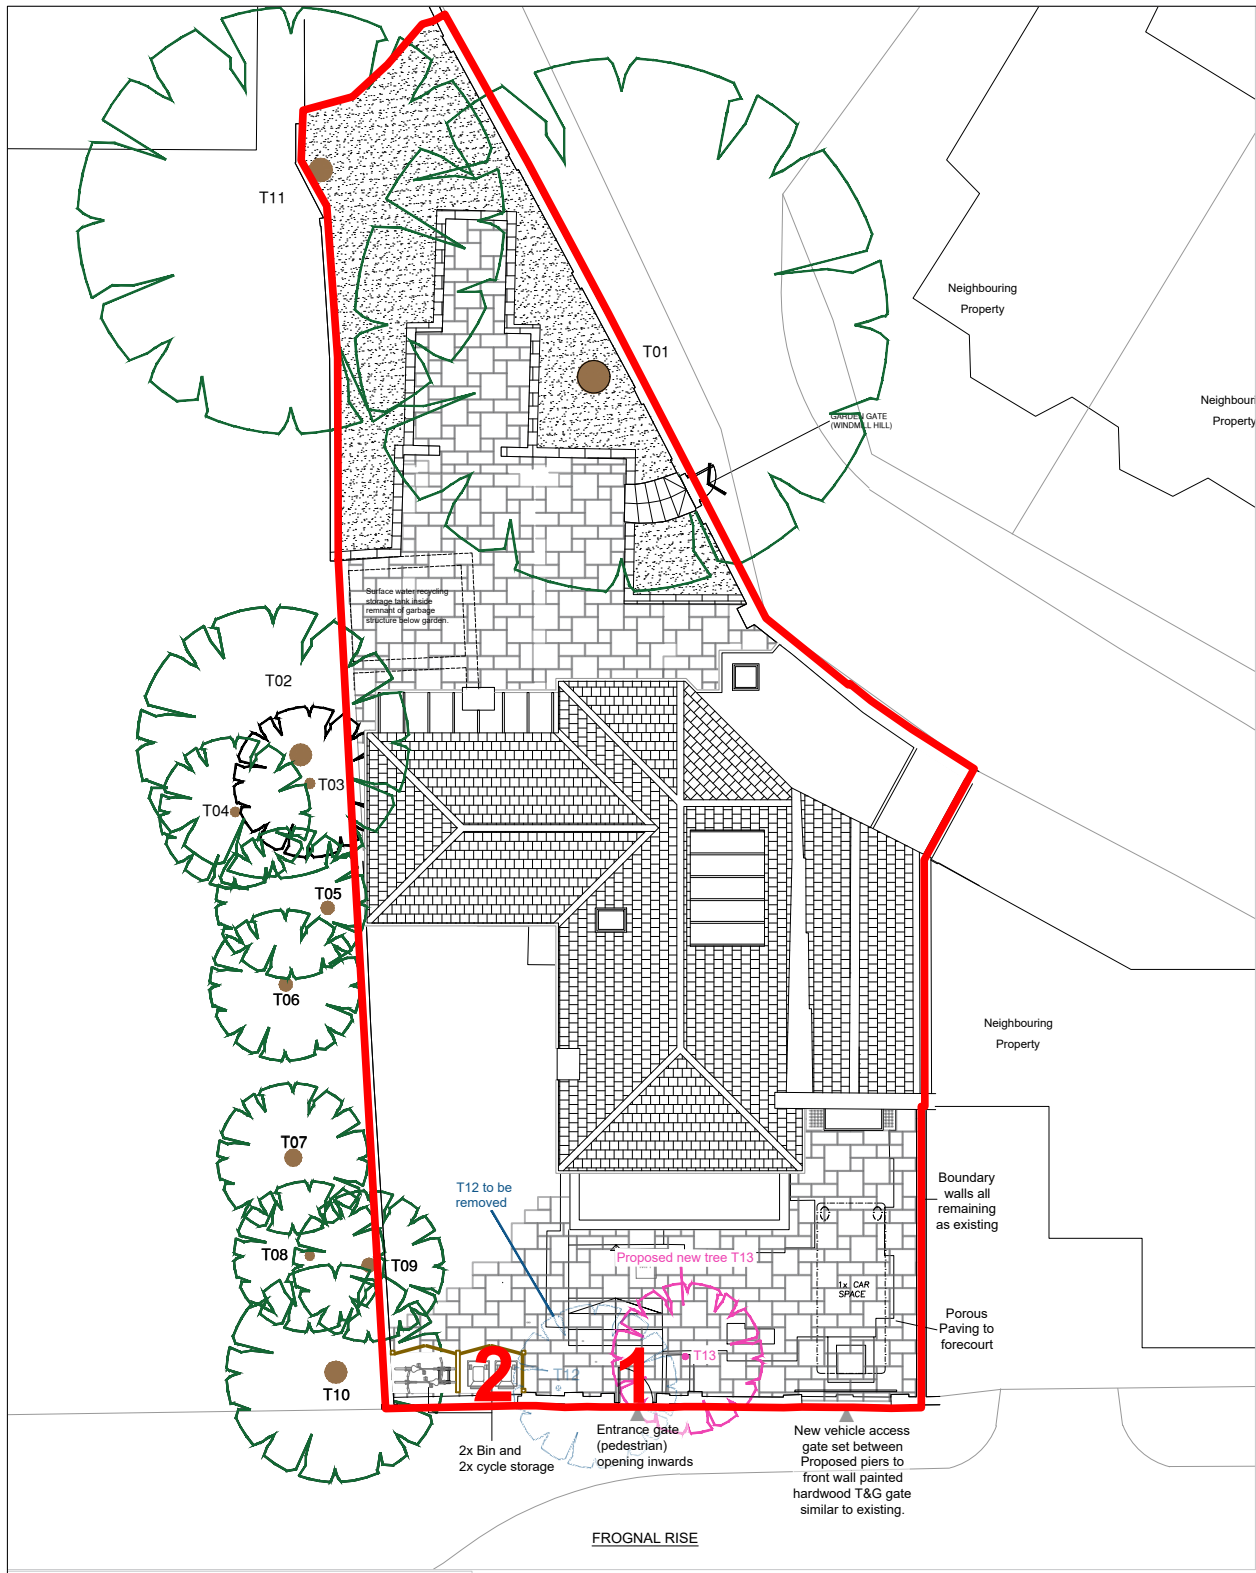 T11
T01
Neighbouring
Property
Neighbouri
Property
GARDEN GATE
(WINDMILL HILL)
Surface water recycling
storage tank inside
remnant of garbage
structure below garden.
T02
T03
T04
T05
T06
Neighbouring
Property
T07
T12 to be
removed
Boundary
walls all
remaining
as existing
T08
T09
Proposed new tree T13
1x CAR
SPACE
Porous
Paving to
forecourt
T13
T12
T10
2
1
2x Bin and
2x cycle storage
Entrance gate
(pedestrian)
opening inwards
New vehicle access
gate set between
Proposed piers to
front wall painted
hardwood T&G gate
similar to existing.
FROGNAL RISE